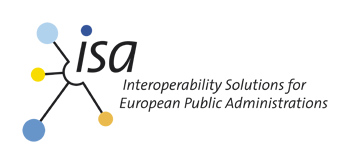 isa
Interoperability Solutions for
European Public Administrations